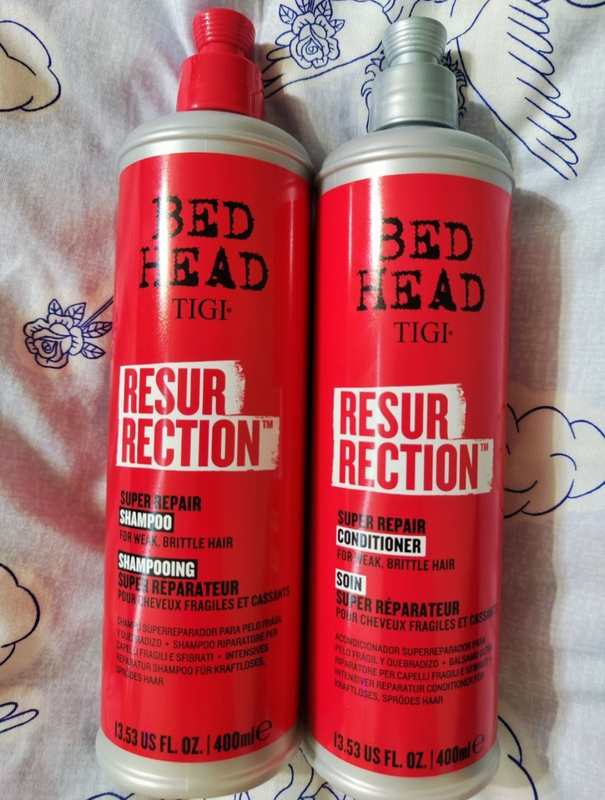 BED
HEAD
TIGI®
RESUR
RECTION™
SUPER REPAIR
SHAMPOO
FOR WEAK, BRITTLE HAIR
SHAMPOOING
SUPER RÉPARATEUR
POUR CHEVEUX FRAGILES ET CASSANTS
CHAMPÚ SUPERREPARADOR PARA PELO FRÁGIL
Y QUEBRADIZO • SHAMPOO RIPARATORE PER
CAPELLI FRAGILI E SFIBRATI • INTENSIVES
REPARATUR SHAMPOO FÜR KRAFTLOSES,
SPRÖDES HAAR
13.53 US FL. OZ. | 400ml ℮
BED
HEAD
TIGI®
RESUR
RECTION™
SUPER REPAIR
CONDITIONER
FOR WEAK, BRITTLE HAIR
SOIN
SUPER RÉPARATEUR
POUR CHEVEUX FRAGILES ET CASSANTS
ACONDICIONADOR SUPERREPARADOR PARA
PELO FRÁGIL Y QUEBRADIZO • BALSAMO ULTRA
RIPARATORE PER CAPELLI FRAGILI E SFIBRATI •
INTENSIVER REPARATUR CONDITIONER FÜR
KRAFTLOSES, SPRÖDES HAAR
13.53 US FL. OZ. | 400ml ℮